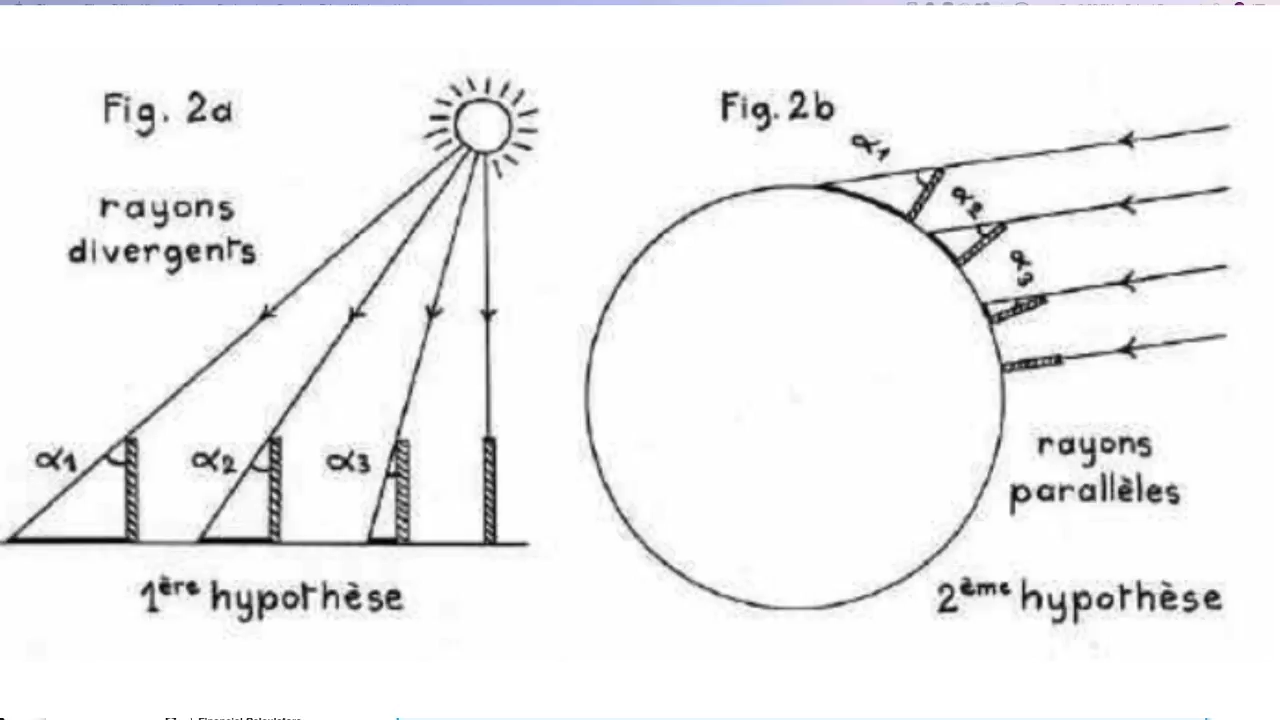 Fig. 2a
rayons
divergents
α1
α2
α3
1ère hypothèse
Fig. 2b
α1
α2
α3
rayons
parallèles
2ème hypothèse